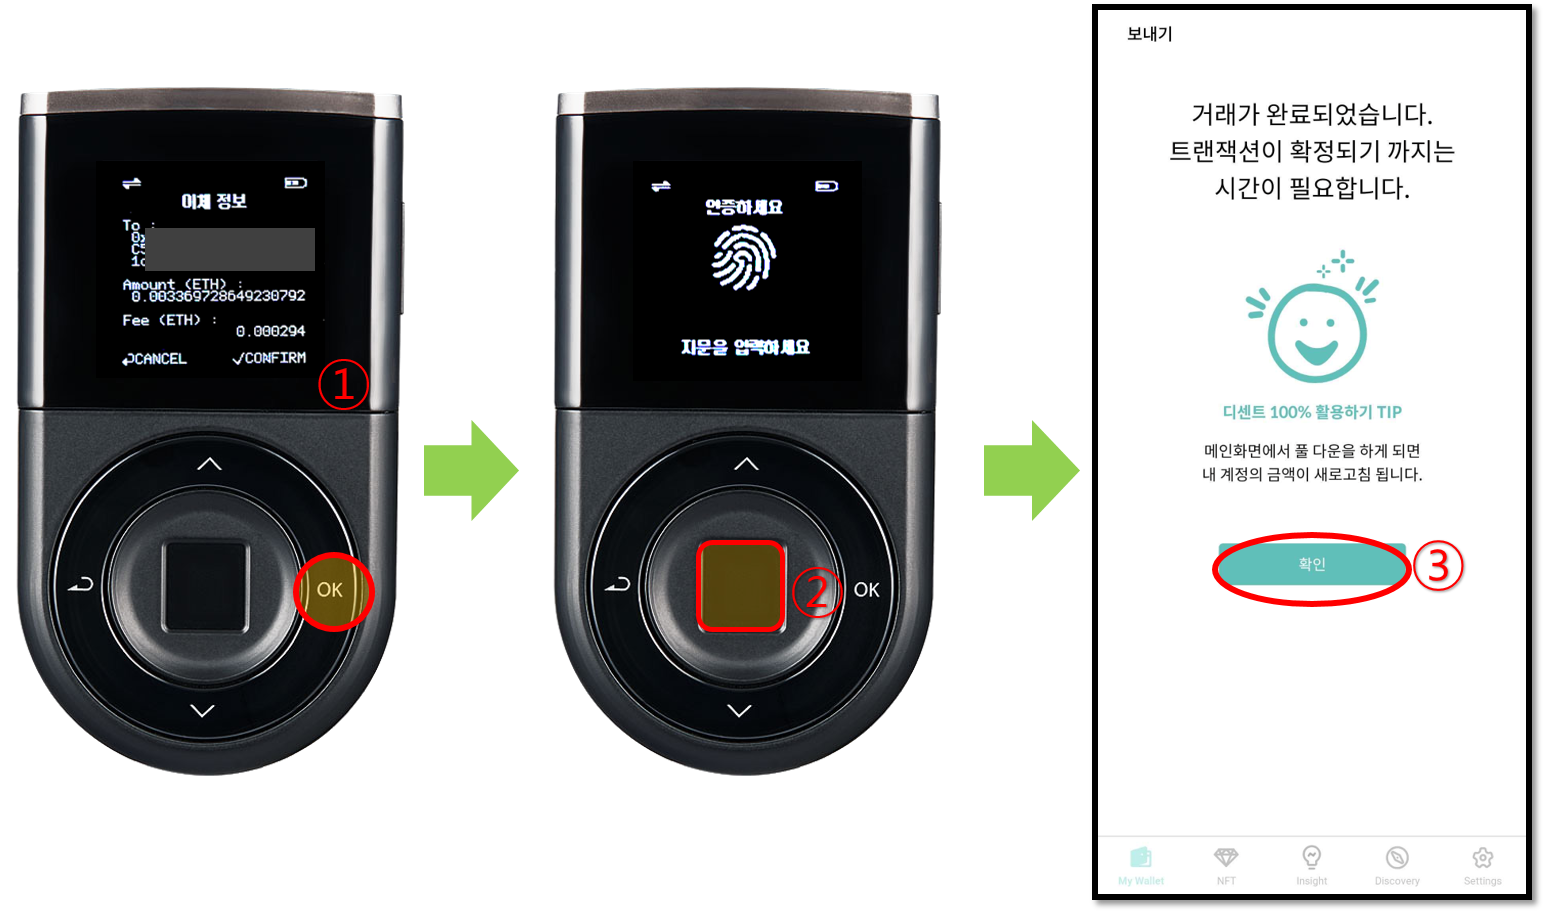 이체 정보
To :
0x
C5
1c
Amount (ETH) :
0.003369728649230792
Fee (ETH) :
0.000294
CANCEL ✓CONFIRM
①
OK
인증하세요
지문을 입력하세요
②
OK
보내기
거래가 완료되었습니다.
트랜잭션이 확정되기 까지는
시간이 필요합니다.
디센트 100% 활용하기 TIP
메인화면에서 풀 다운을 하게 되면
내 계정의 금액이 새로고침 됩니다.
확인
③
My Wallet NFT Insight Discovery Settings